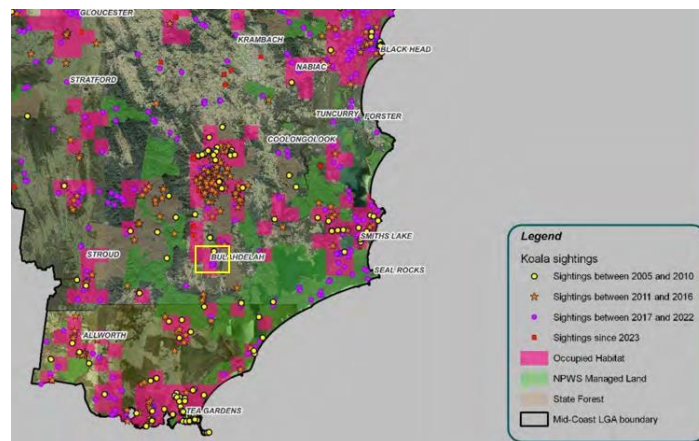 GLOUCESTER
KRAMBACH
BLACK HEAD
NABIAC
STRATFORD
TUNCURRY
FORSTER
COOLONGOLOOK
SMITHS LAKE
STROUD
BULAHDELAH
SEAL ROCKS
ALLWORTH
TEA GARDENS
Legend
Koala sightings
Sightings between 2005 and 2010
Sightings between 2011 and 2016
Sightings between 2017 and 2022
Sightings since 2023
Occupied Habitat
NPWS Managed Land
State Forest
Mid-Coast LGA boundary